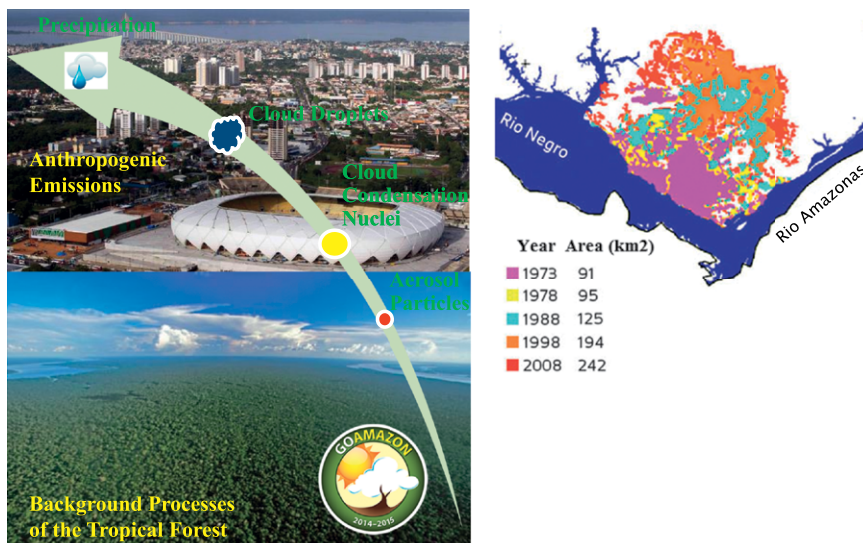 Precipitation
Cloud Droplets
Anthropogenic
Emissions
Cloud
Condensation
Nuclei
Aerosol
Particles
GOAMAZON
2014-2015
Background Processes
of the Tropical Forest
Rio Negro
Rio Amazonas
Year Area (km2)
1973 91
1978 95
1988 125
1998 194
2008 242